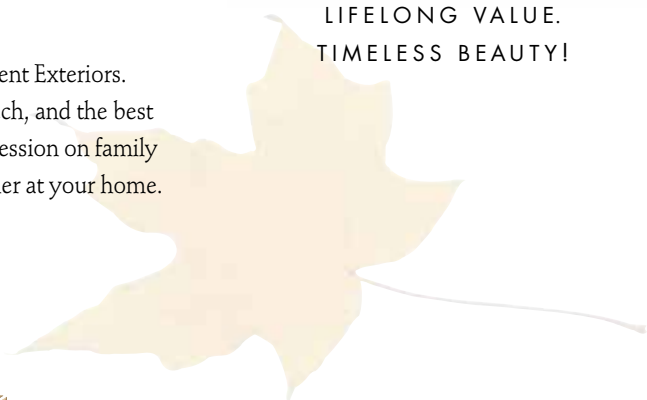 LIFELONG VALUE.
TIMELESS BEAUTY!
ent Exteriors.
ch, and the best
ession on family
er at your home.